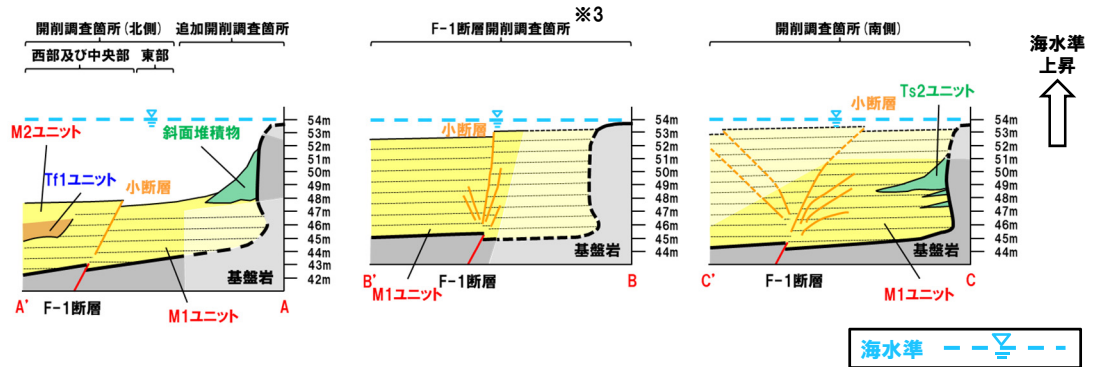 ※3
開削調査箇所(北側) 追加開削調査箇所
西部及び中央部 東部
M2ユニット
斜面堆積物
Tf1ユニット
小断層
54m
53m
52m
51m
50m
49m
48m
47m
46m
45m
44m
43m
42m
基盤岩
A' F-1断層 M1ユニット A
F-1断層開削調査箇所
小断層
54m
53m
52m
51m
50m
49m
48m
47m
46m
45m
44m
基盤岩
B' M1ユニット F-1断層 B
開削調査箇所(南側)
Ts2ユニット
小断層
54m
53m
52m
51m
50m
49m
48m
47m
46m
45m
44m
基盤岩
C' F-1断層 M1ユニット C
海水準
上昇
海水準